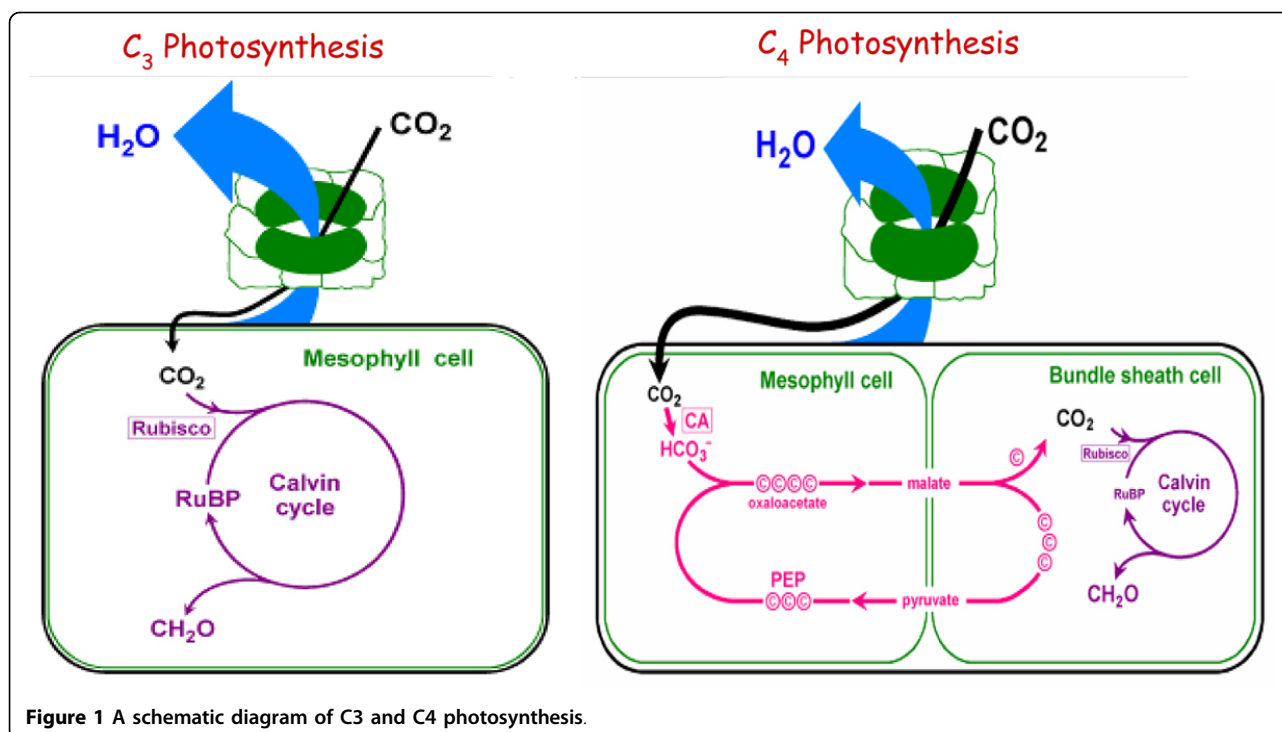 C₃ Photosynthesis
H₂O
CO₂
Mesophyll cell
CO₂
Rubisco
RuBP
Calvin
cycle
CH₂O
C₄ Photosynthesis
H₂O
CO₂
Mesophyll cell
CO₂
CA
HCO₃⁻
©©©©
oxaloacetate
malate
PEP
©©©
pyruvate
Bundle sheath cell
CO₂
©
Rubisco
RuBP
Calvin
cycle
©
©
©
CH₂O
Figure 1 A schematic diagram of C3 and C4 photosynthesis.